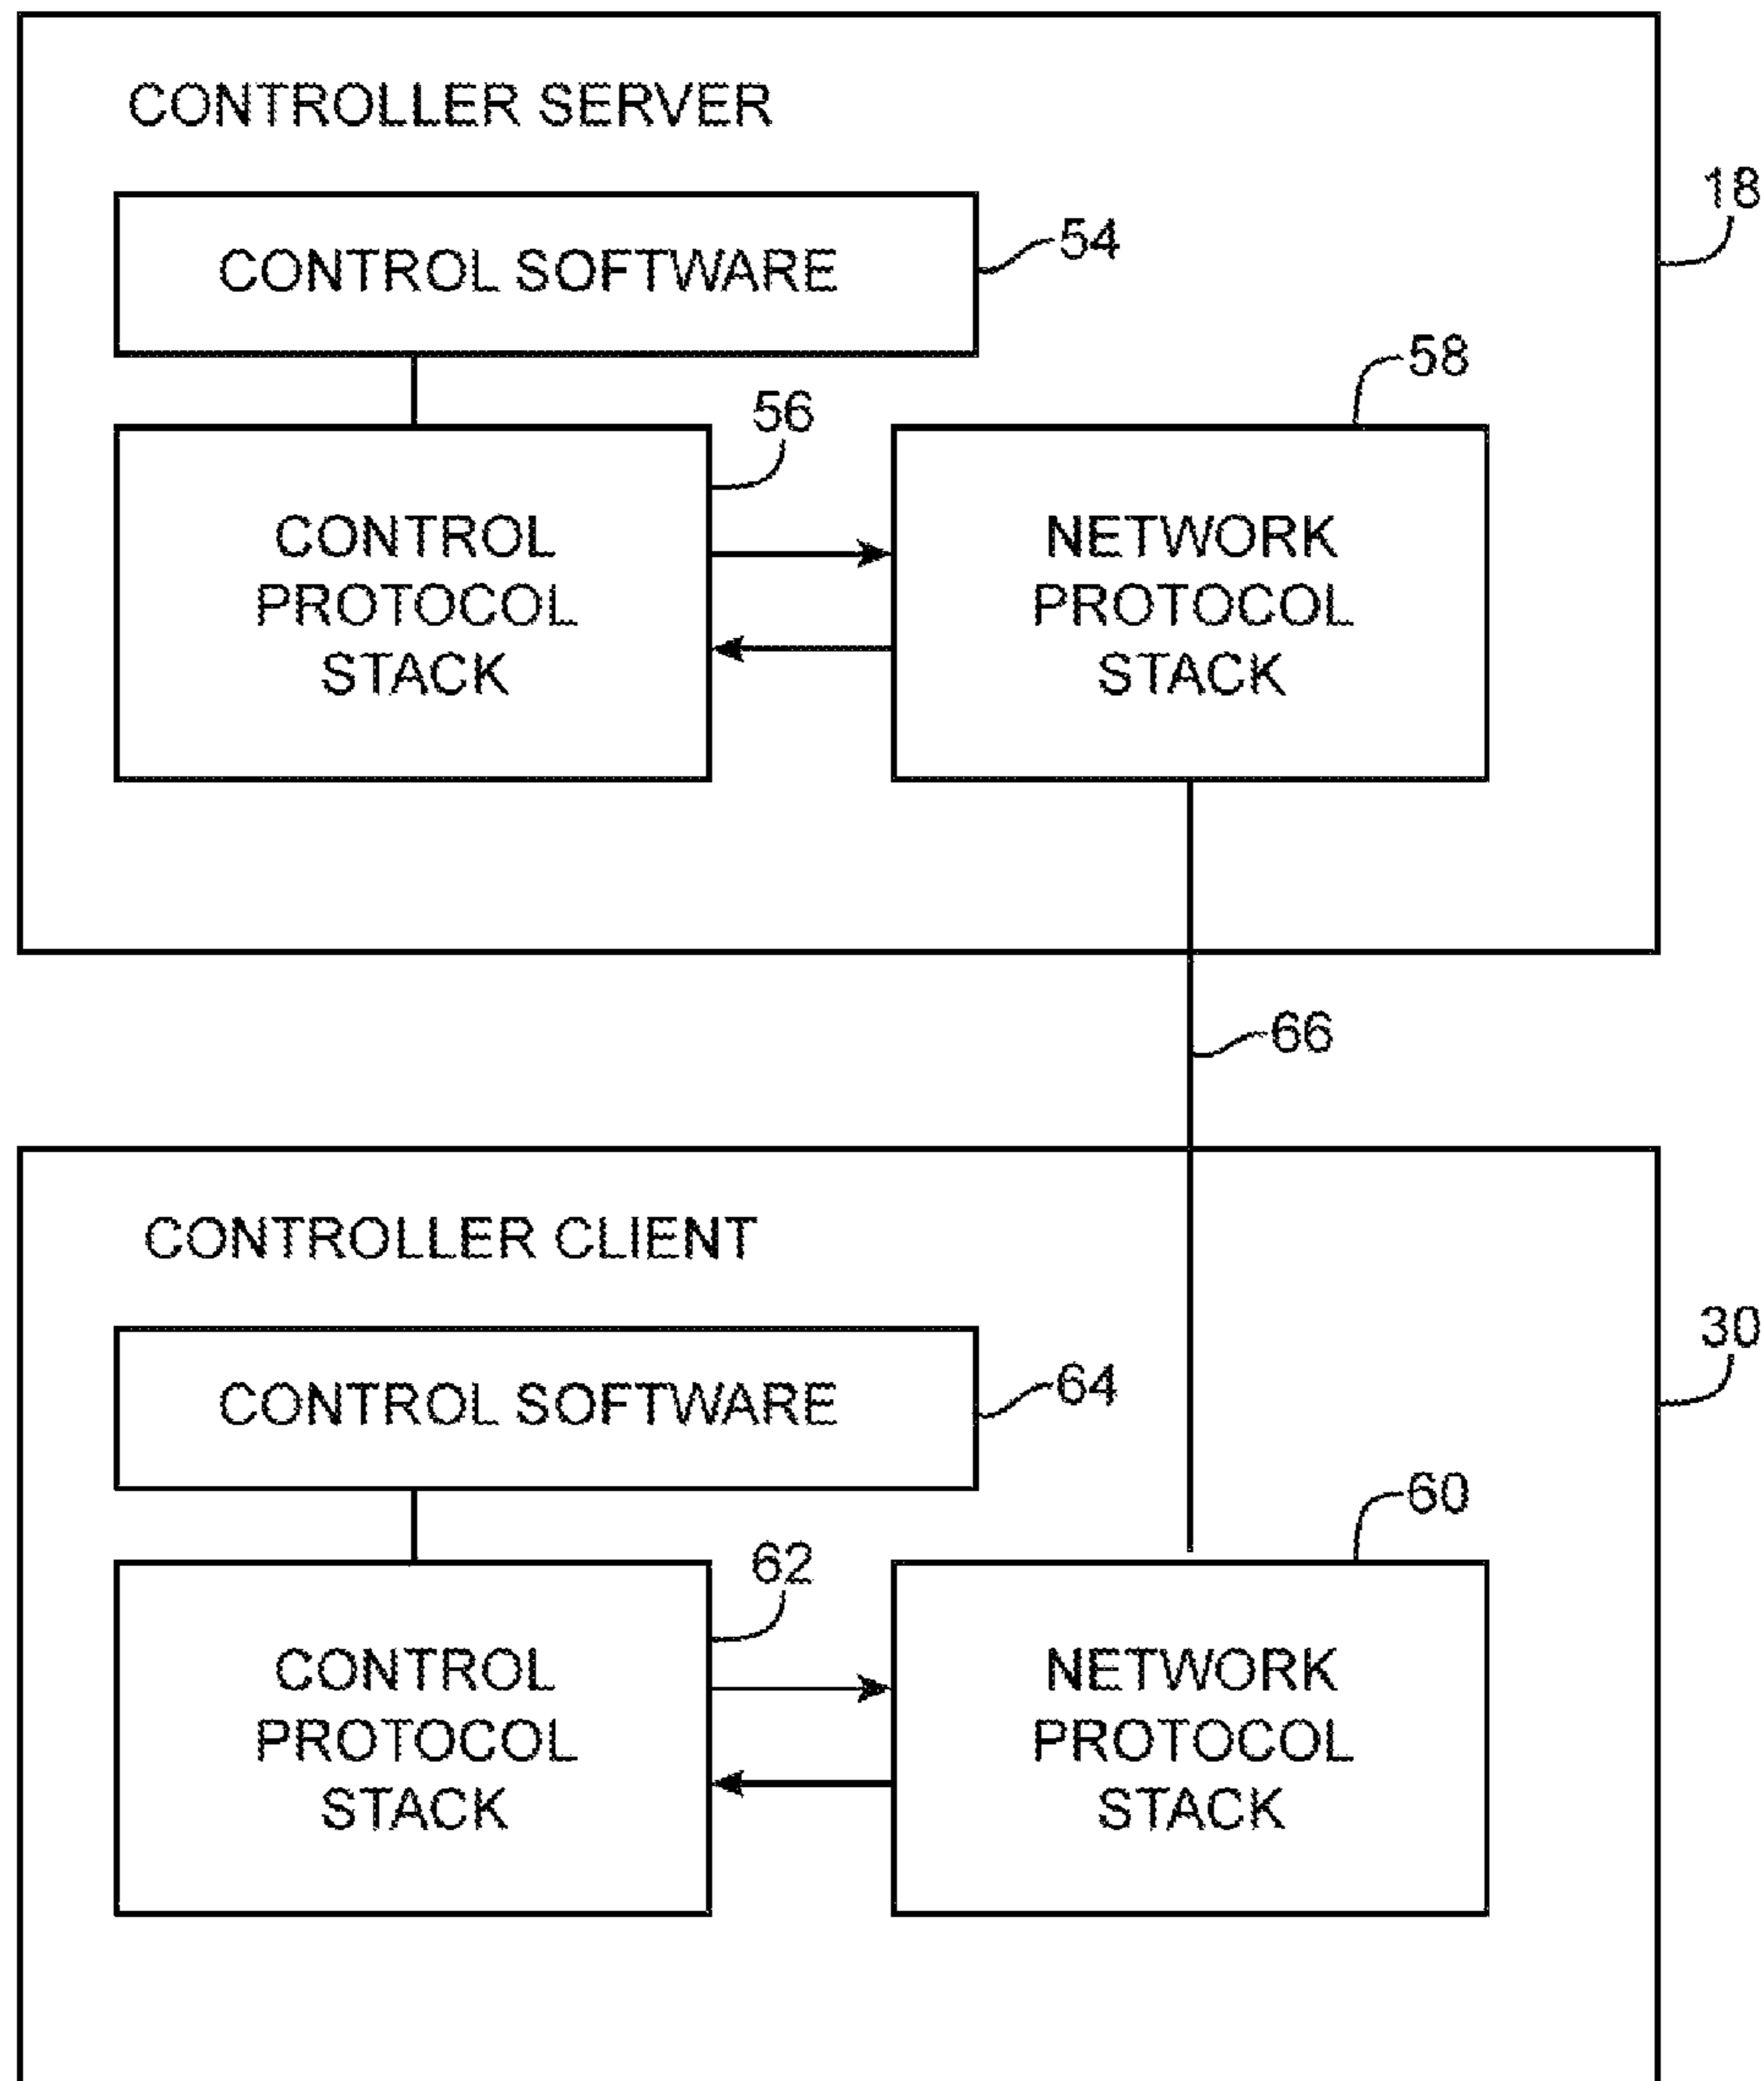 CONTROLLER SERVER
18
CONTROL SOFTWARE
54
58
56
CONTROL
PROTOCOL
STACK
NETWORK
PROTOCOL
STACK
66
CONTROLLER CLIENT
30
CONTROL SOFTWARE
64
60
62
CONTROL
PROTOCOL
STACK
NETWORK
PROTOCOL
STACK